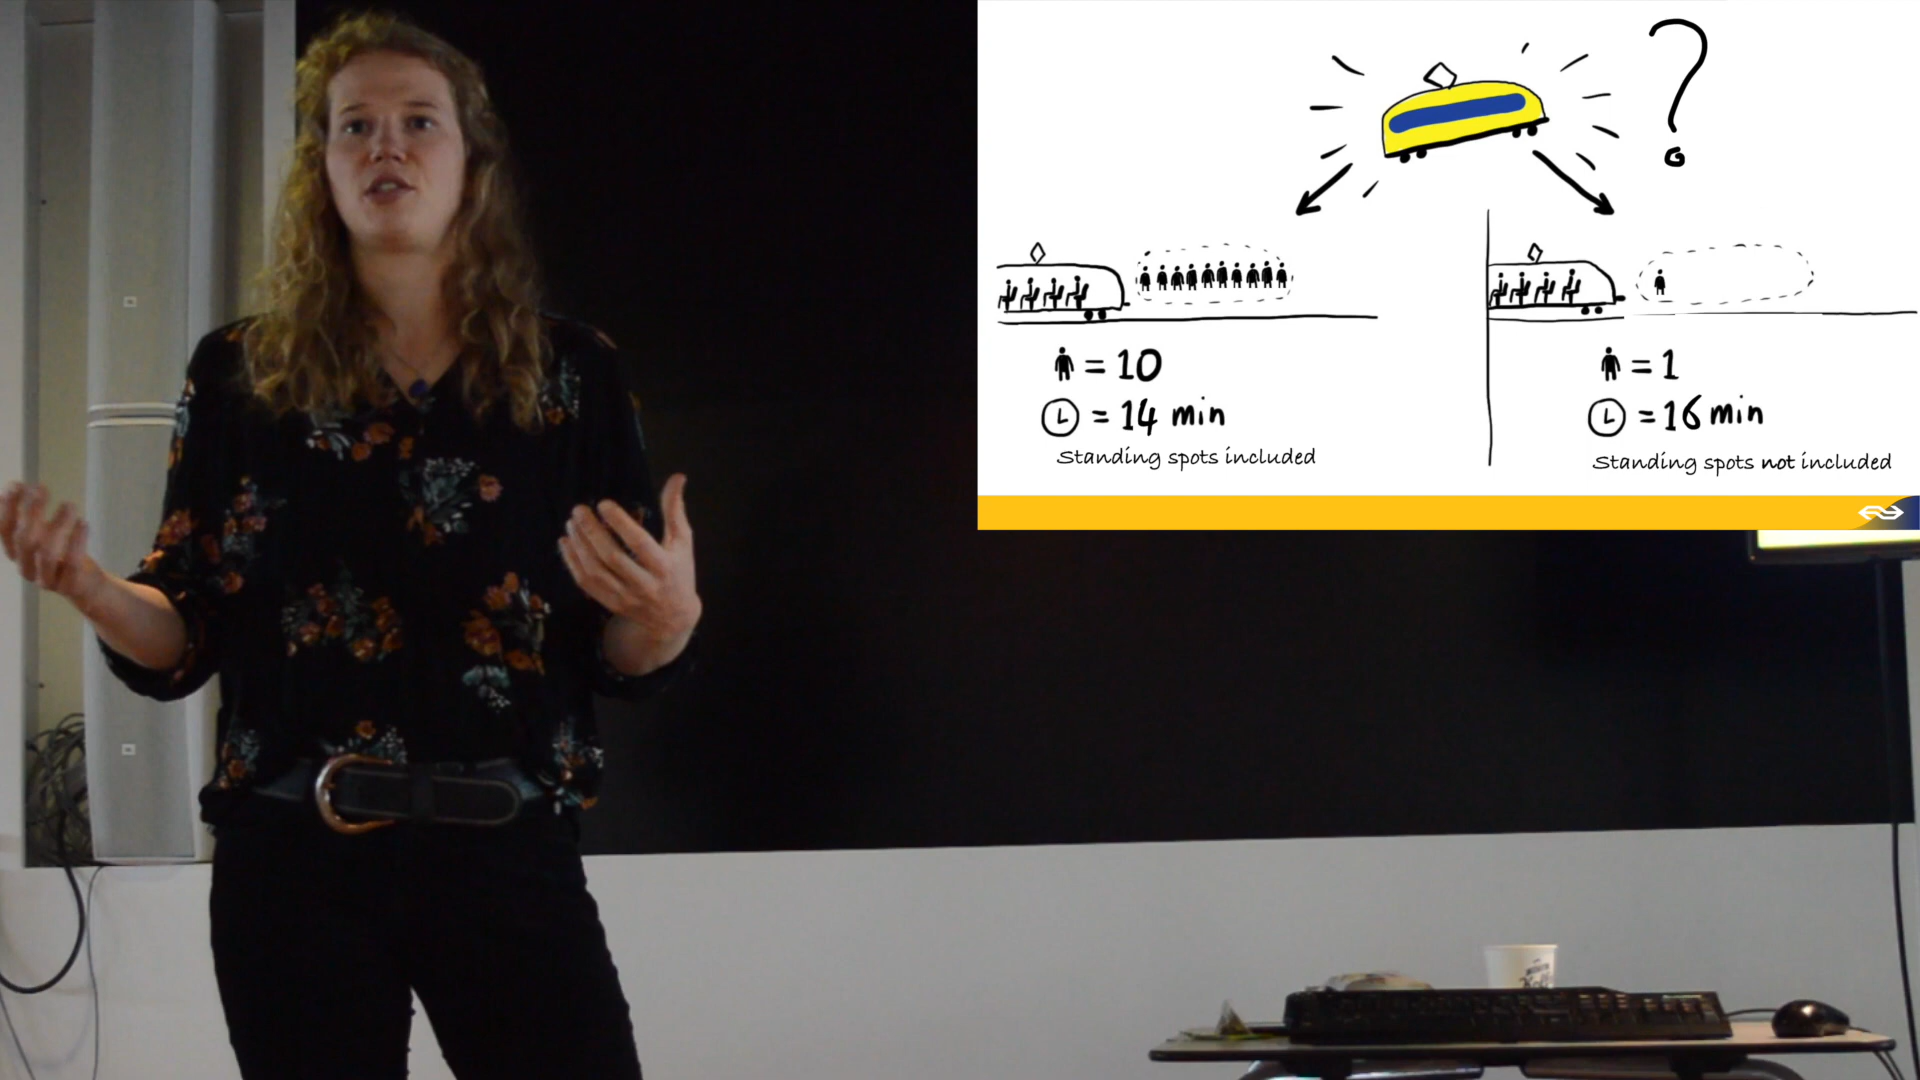 ?
= 10
= 14 min
Standing spots included
= 1
= 16 min
Standing spots not included